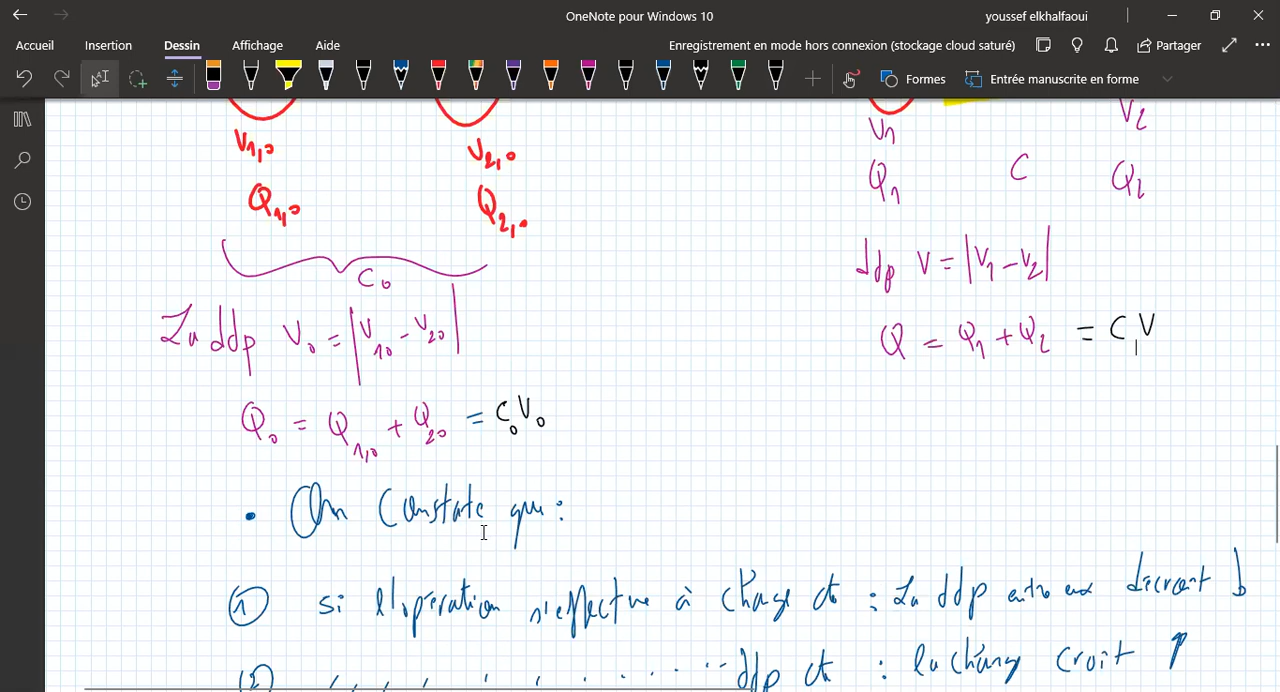 OneNote pour Windows 10
youssef elkhalfaoui
Accueil Insertion Dessin Affichage Aide
Enregistrement en mode hors connexion (stockage cloud saturé)
Partager
Formes
Entrée manuscrite en forme
V1,0 V2,0
Q1,0 Q2,0
C0
La ddp V0 = |V10 - V20|
Q0 = Q1,0 + Q20 = C0V0
V1 V2
Q1 C Q2
ddp V = |V1 - V2|
Q = Q1 + Q2 = C V
• On Constate que :
① si l'opération s'effectue à charge cte : La ddp entre eux décroit
② ddp cte : la charge croit ↑